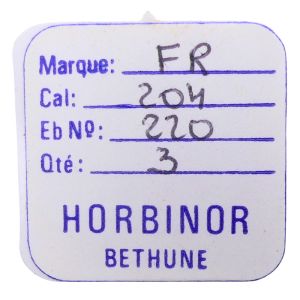 Marque: FR
Cal: 204
Eb Nº: 220
Qté: 3
HORBINOR
BETHUNE